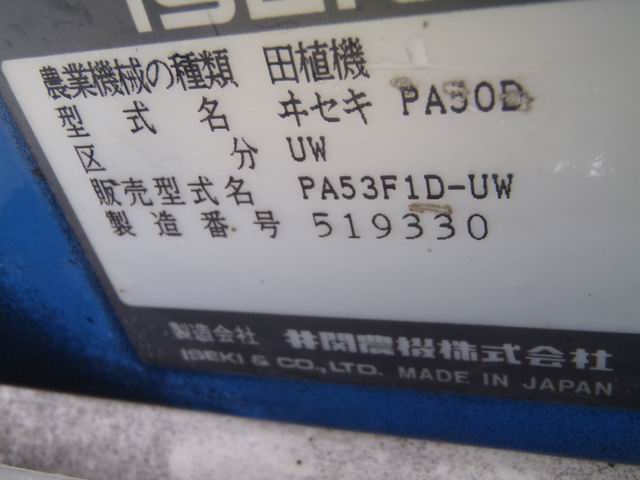 ISEKI
農業機械の種類 田植機
型式名 ヰセキ PA50D
区分 UW
販売型式名 PA53F1D-UW
製造番号 519330
製造会社 井関農機株式会社
ISEKI & CO., LTD. MADE IN JAPAN